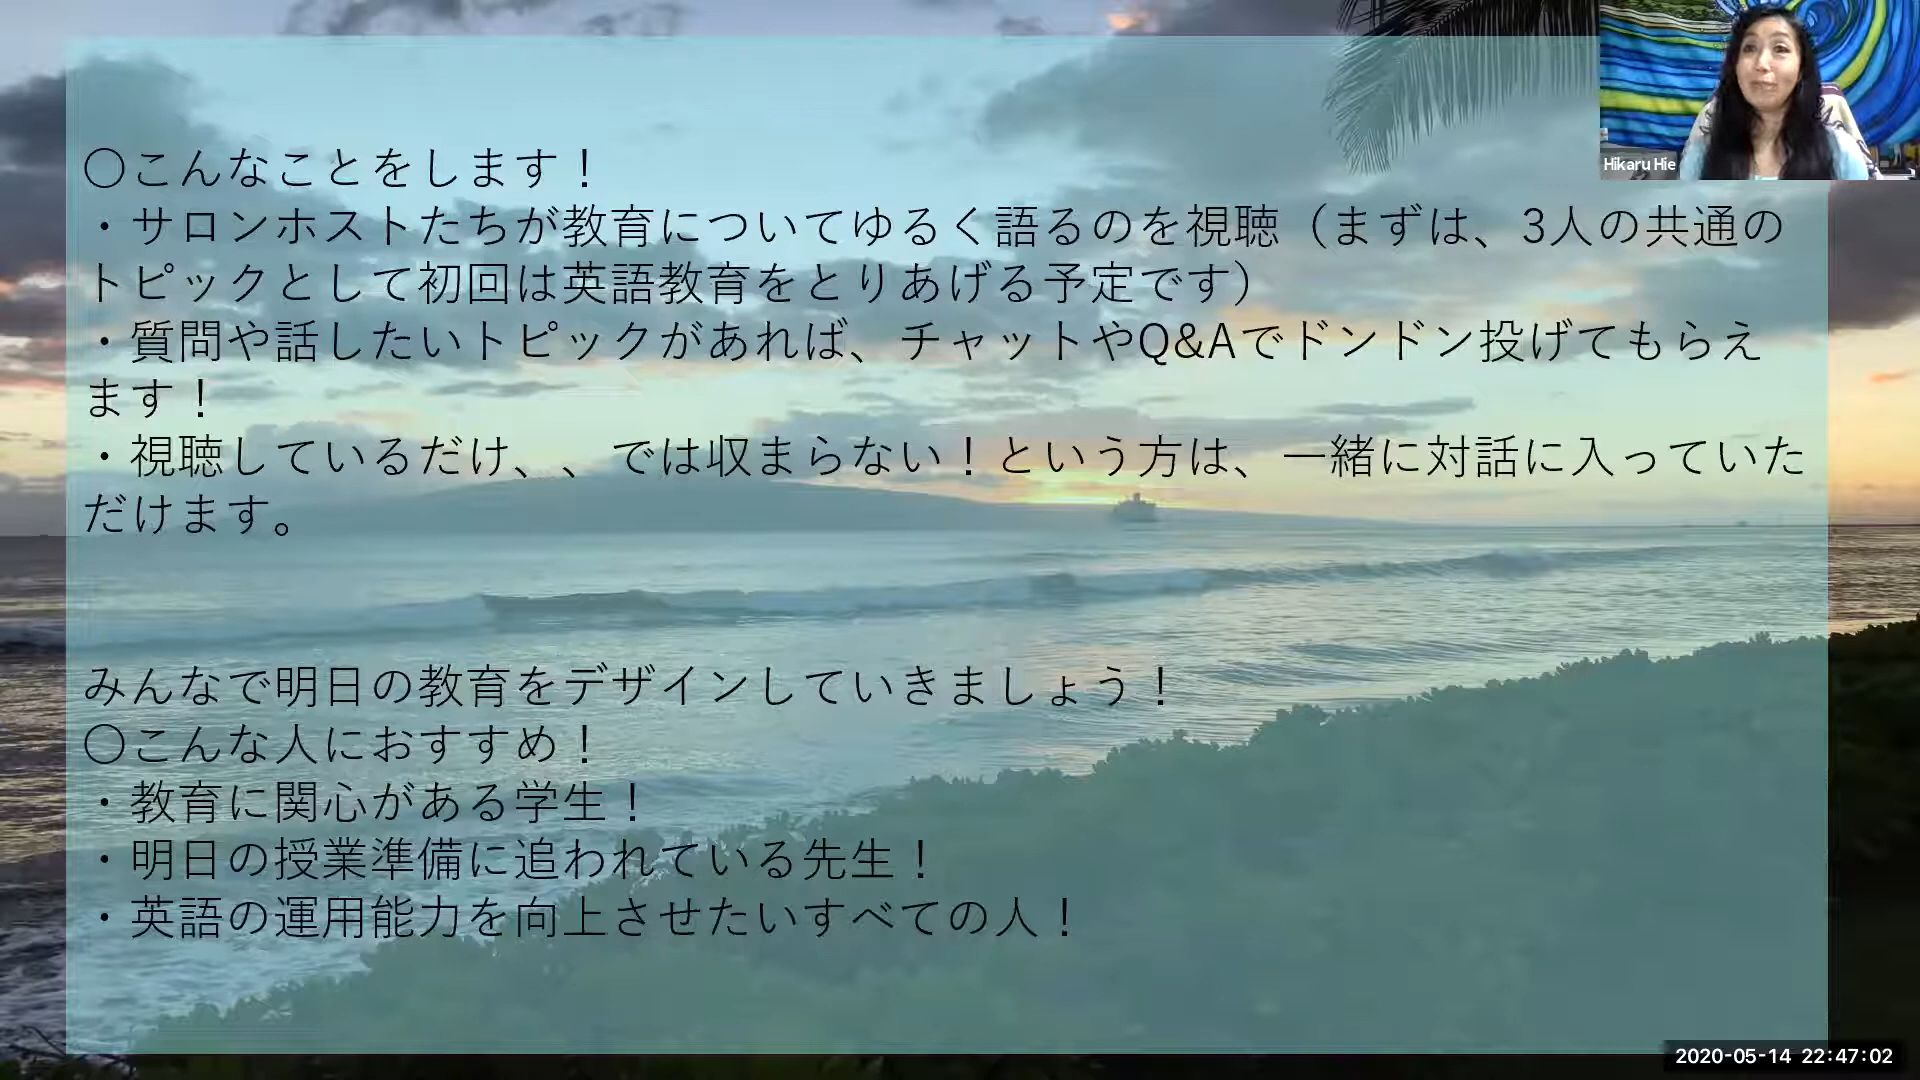 〇こんなことをします！
・サロンホストたちが教育についてゆるく語るのを視聴（まずは、3人の共通の
トピックとして初回は英語教育をとりあげる予定です）
・質問や話したいトピックがあれば、チャットやQ&Aでドンドン投げてもらえ
ます！
・視聴しているだけ、、では収まらない！という方は、一緒に対話に入っていた
だけます。
みんなで明日の教育をデザインしていきましょう！
〇こんな人におすすめ！
・教育に関心がある学生！
・明日の授業準備に追われている先生！
・英語の運用能力を向上させたいすべての人！
Hikaru Hie
2020-05-14 22:47:02